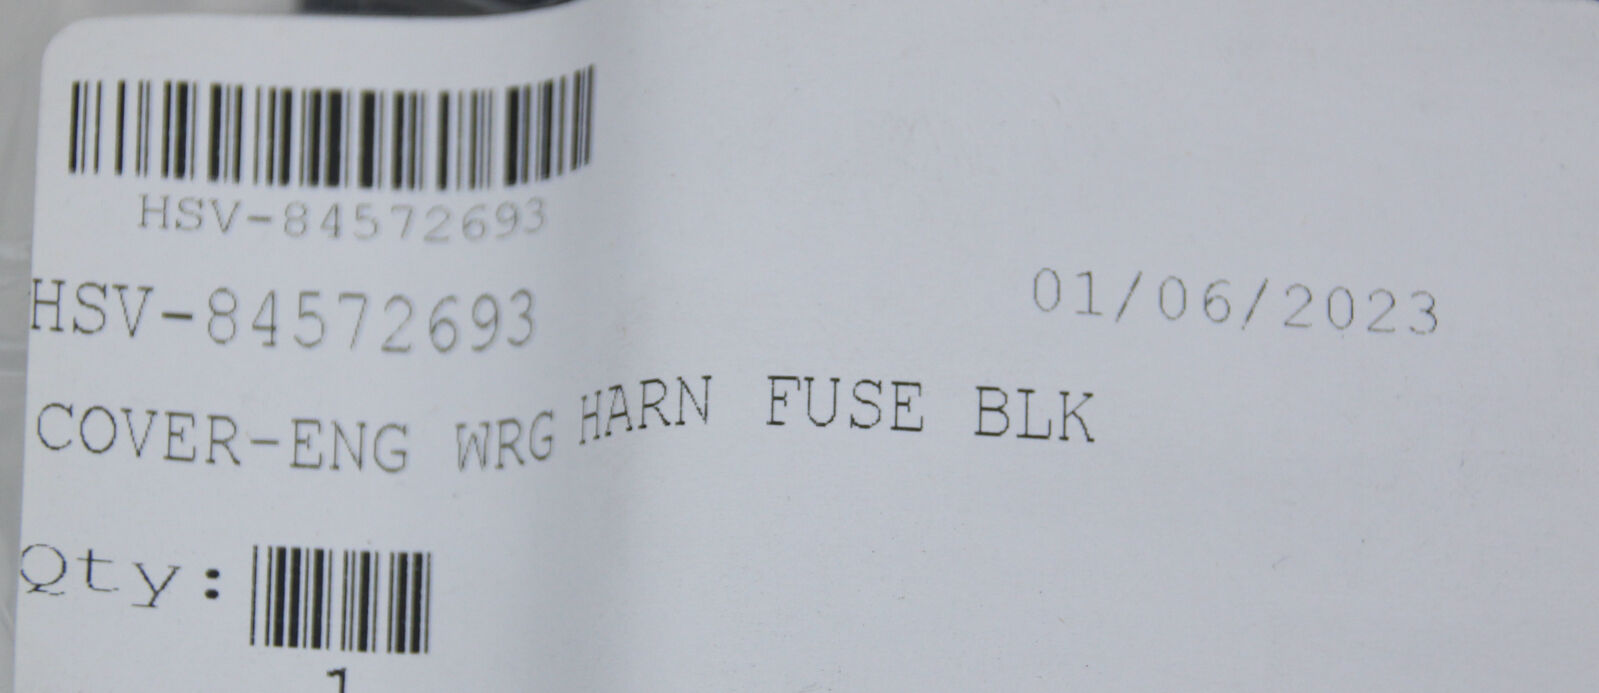 HSV-84572693
HSV-84572693 01/06/2023
COVER-ENG WRG HARN FUSE BLK
Qty:
1